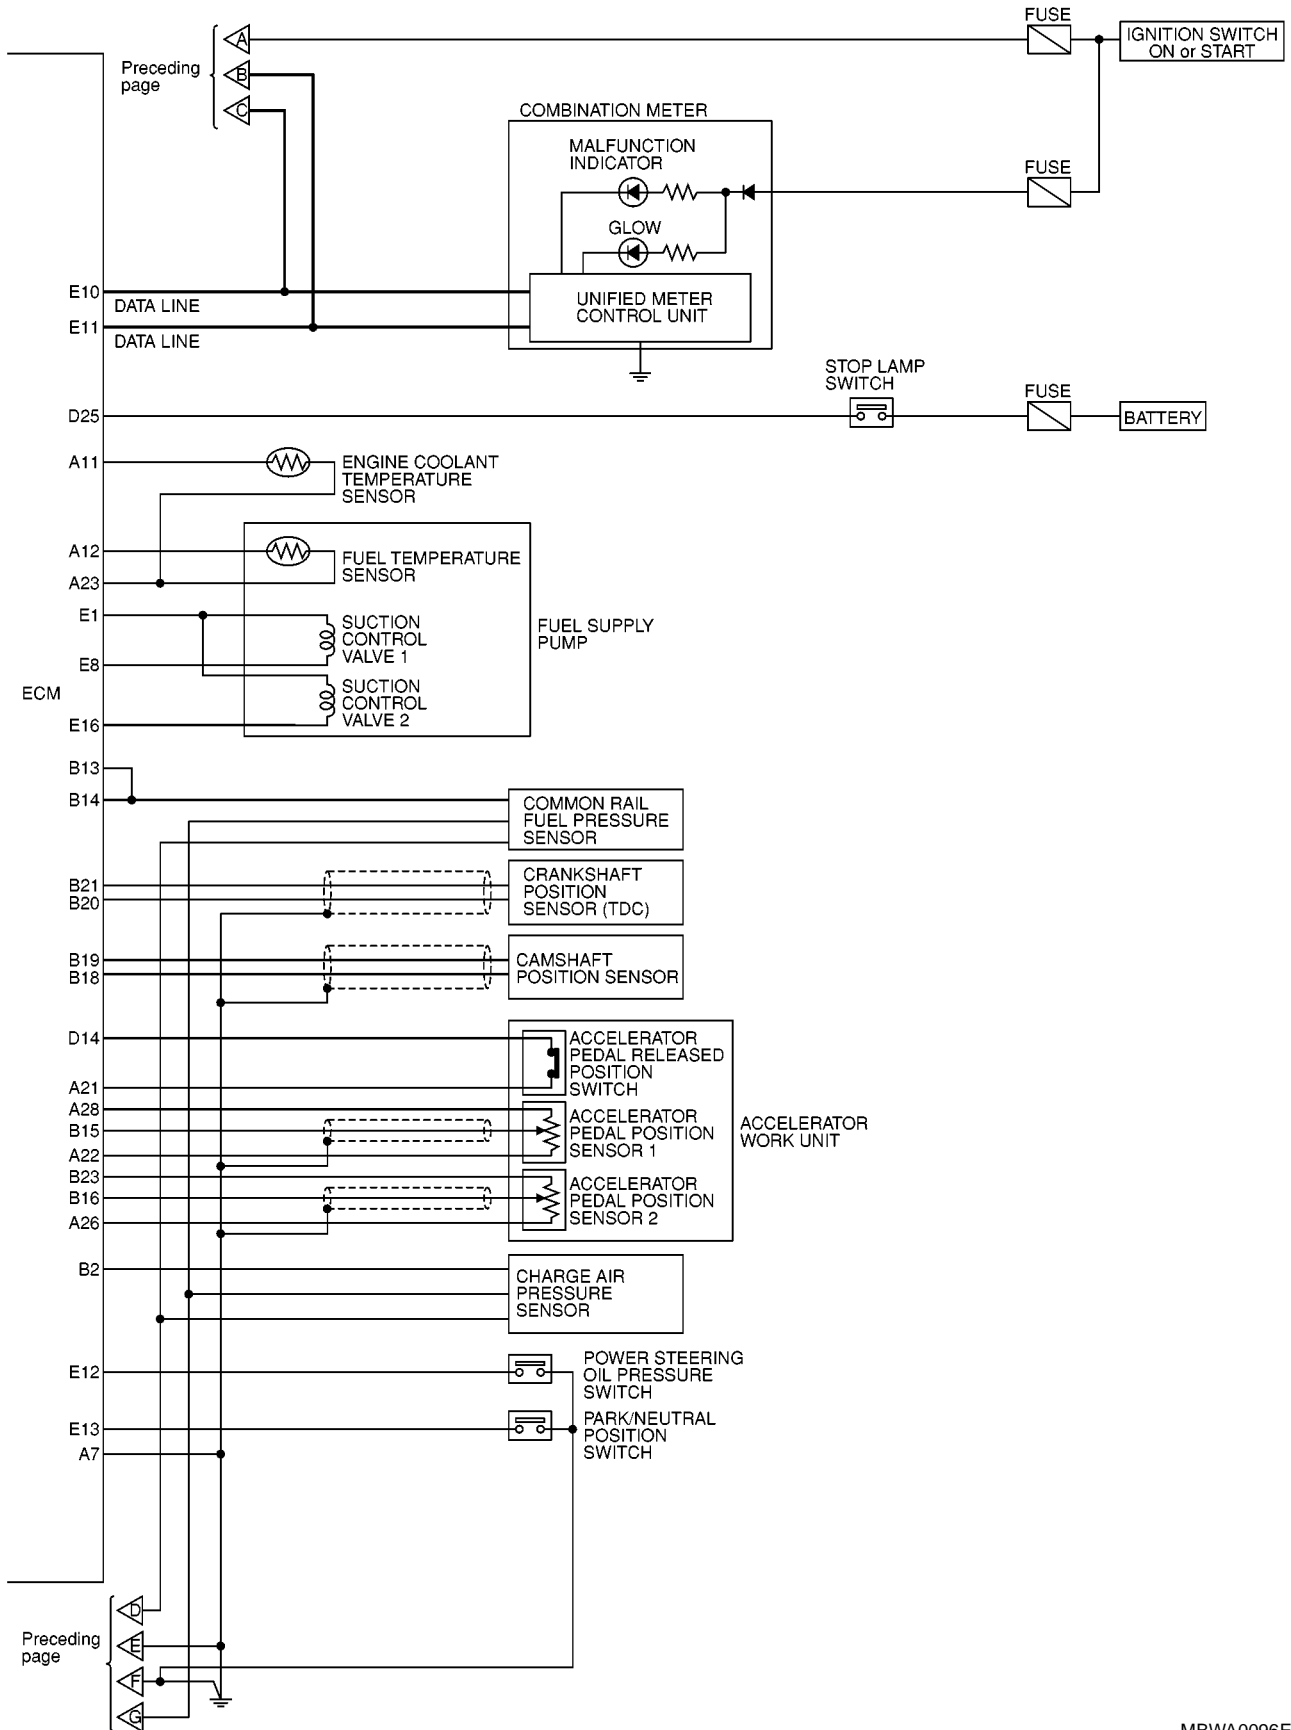 FUSE
A
IGNITION SWITCH
ON or START
Preceding
page
B
C
COMBINATION METER
MALFUNCTION
INDICATOR
FUSE
GLOW
E10
DATA LINE
UNIFIED METER
CONTROL UNIT
E11
DATA LINE
STOP LAMP
SWITCH
FUSE
D25
BATTERY
A11
ENGINE COOLANT
TEMPERATURE
SENSOR
A12
FUEL TEMPERATURE
SENSOR
A23
E1
SUCTION
CONTROL
VALVE 1
FUEL SUPPLY
PUMP
E8
ECM
SUCTION
CONTROL
VALVE 2
E16
B13
B14
COMMON RAIL
FUEL PRESSURE
SENSOR
B21
B20
CRANKSHAFT
POSITION
SENSOR (TDC)
B19
B18
CAMSHAFT
POSITION SENSOR
D14
ACCELERATOR
PEDAL RELEASED
POSITION
SWITCH
A21
A28
B15
ACCELERATOR
PEDAL POSITION
SENSOR 1
ACCELERATOR
WORK UNIT
A22
B23
B16
ACCELERATOR
PEDAL POSITION
SENSOR 2
A26
B2
CHARGE AIR
PRESSURE
SENSOR
E12
POWER STEERING
OIL PRESSURE
SWITCH
E13
PARK/NEUTRAL
POSITION
SWITCH
A7
D
Preceding
page
E
F
G
MBWA0096E